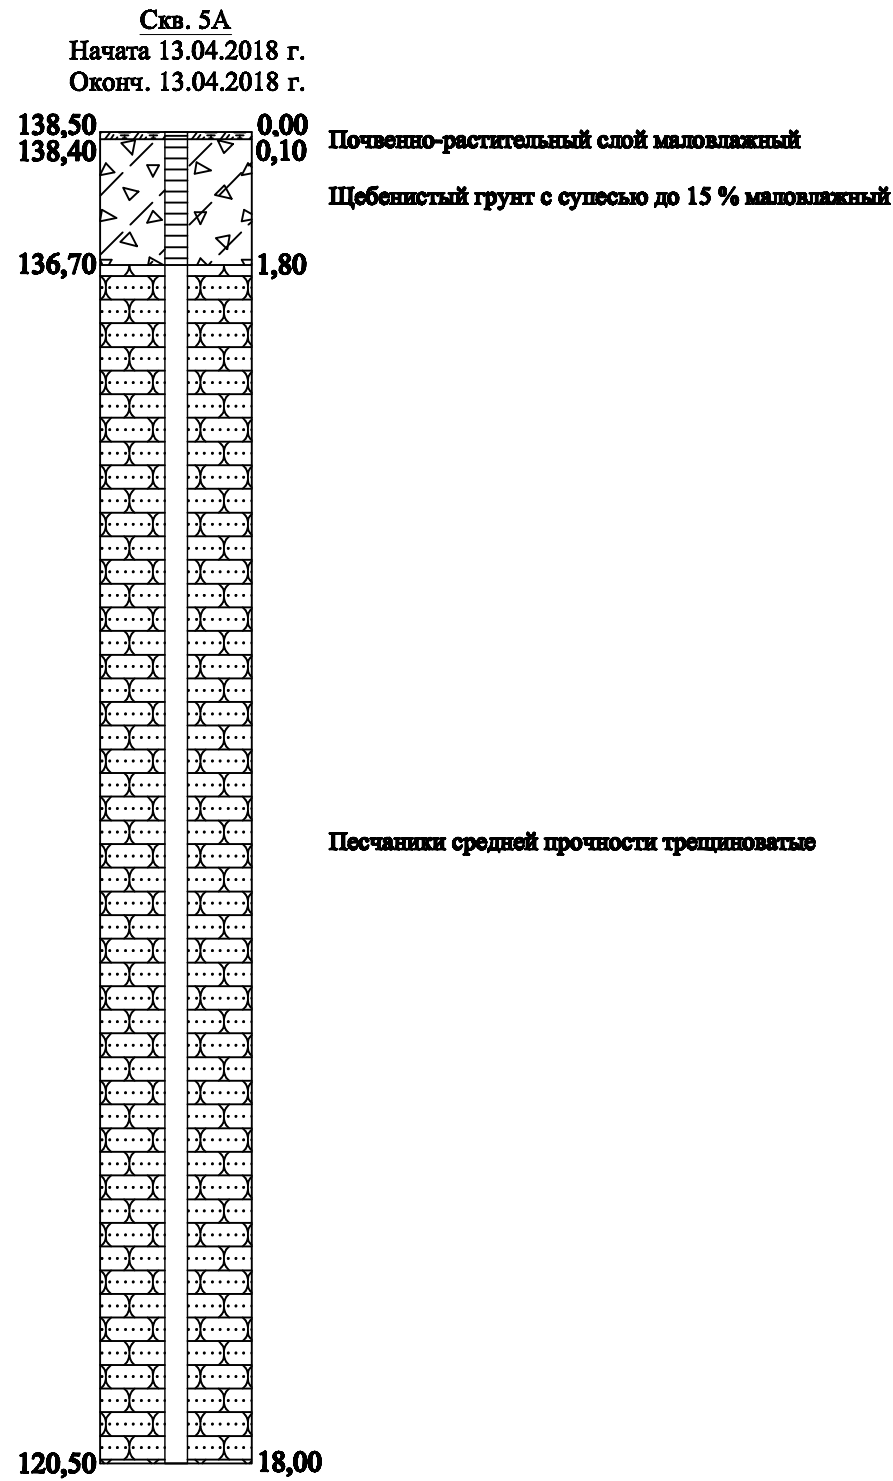 Скв. 5А
Начата 13.04.2018 г.
Оконч. 13.04.2018 г.
138,50 0,00
Почвенно-растительный слой маловлажный
138,40 0,10
Щебенистый грунт с супесью до 15 % маловлажный
136,70 1,80
Песчаники средней прочности трещиноватые
120,50 18,00